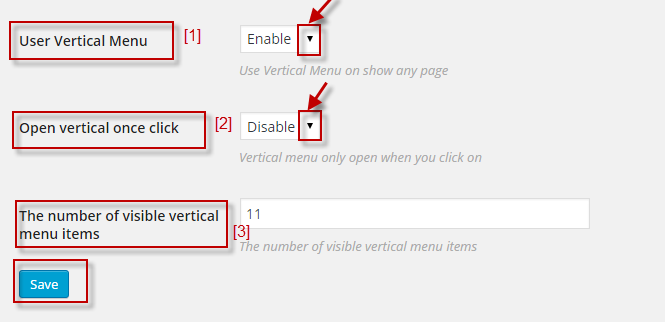 User Vertical Menu [1] Enable
Use Vertical Menu on show any page
Open vertical once click [2] Disable
Vertical menu only open when you click on
The number of visible vertical
menu items [3] 11
The number of visible vertical menu items
Save